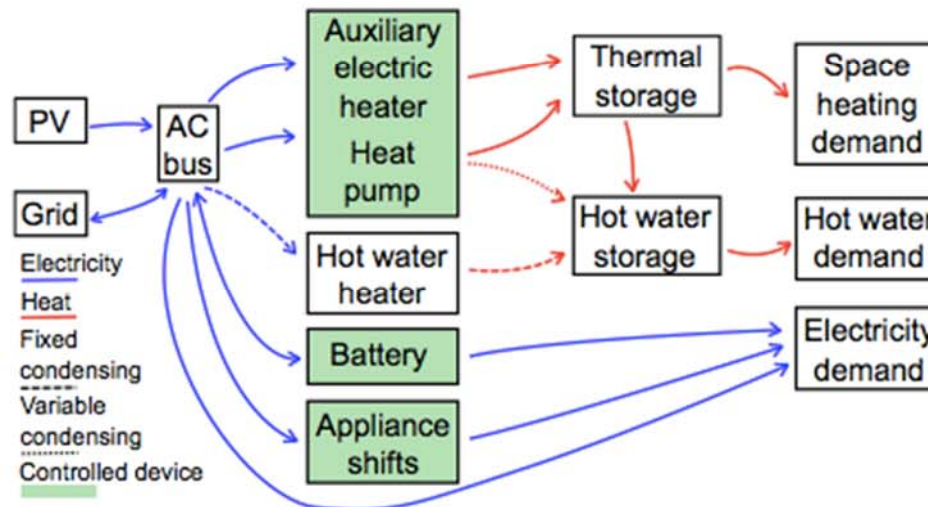 PV
Grid
AC
bus
Auxiliary
electric
heater
Heat
pump
Hot water
heater
Battery
Appliance
shifts
Thermal
storage
Hot water
storage
Space
heating
demand
Hot water
demand
Electricity
demand
Electricity
Heat
Fixed
condensing
Variable
condensing
Controlled device